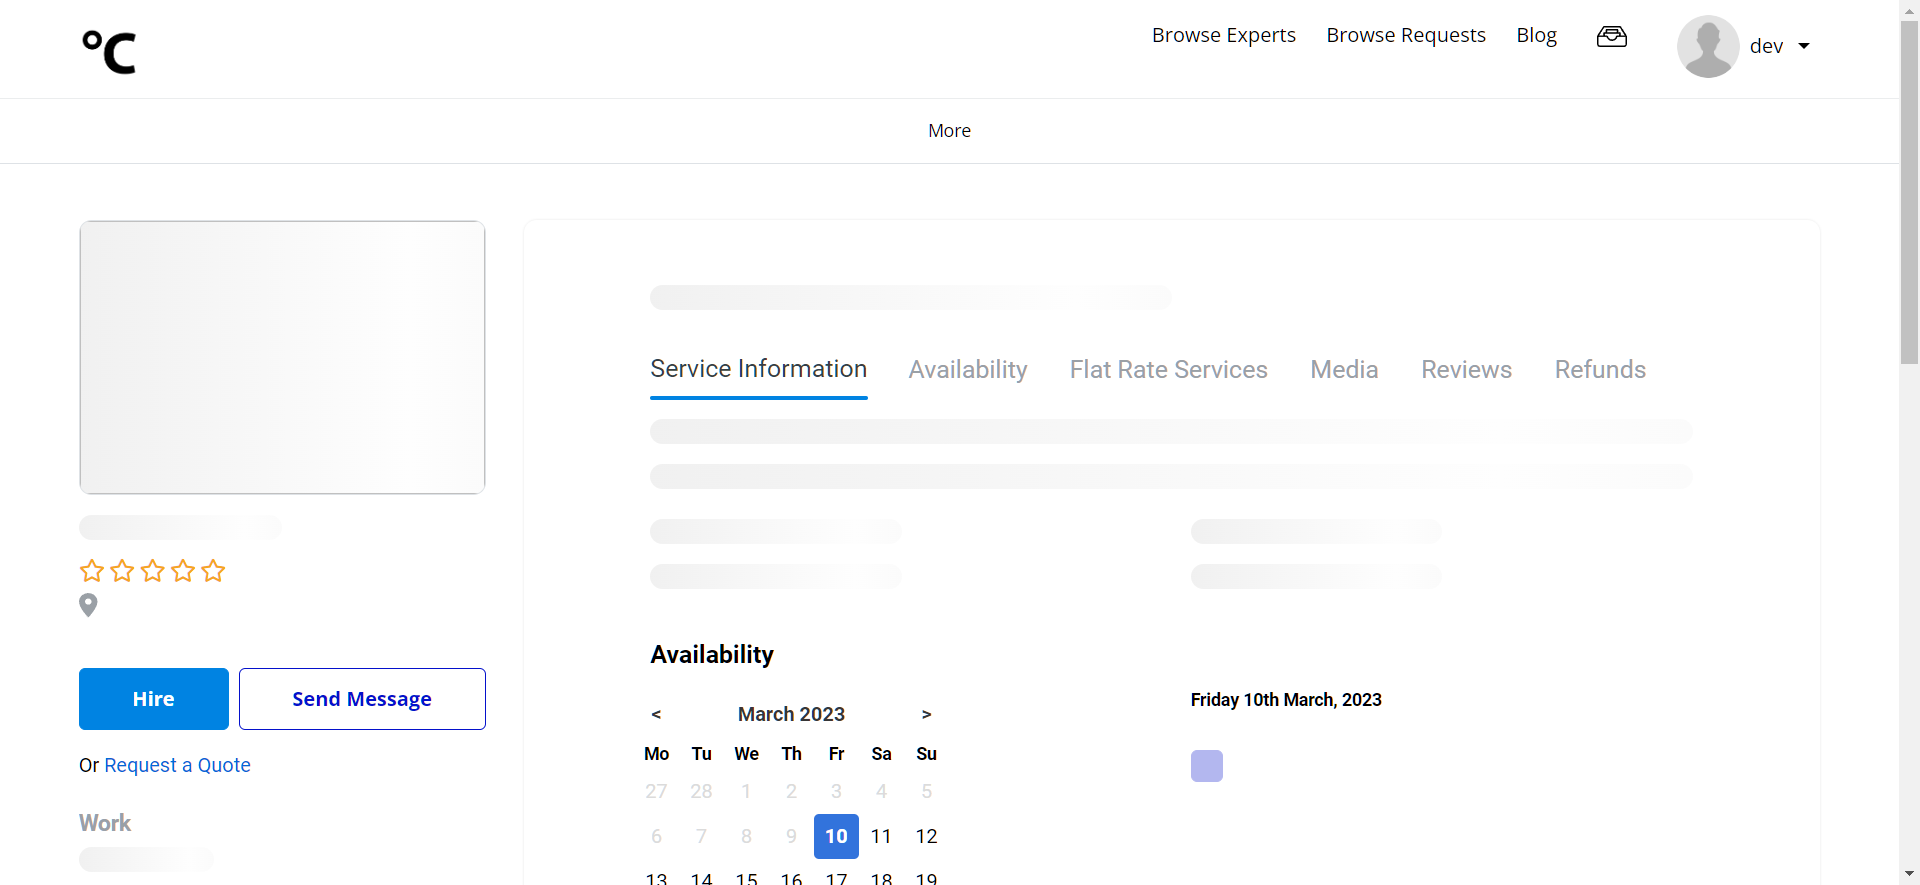 °C
Browse Experts Browse Requests Blog dev
More
Service Information Availability Flat Rate Services Media Reviews Refunds
Hire Send Message
Or Request a Quote
Work
Availability
< March 2023 >
Mo Tu We Th Fr Sa Su
27 28 1 2 3 4 5
6 7 8 9 10 11 12
13 14 15 16 17 18 19
Friday 10th March, 2023